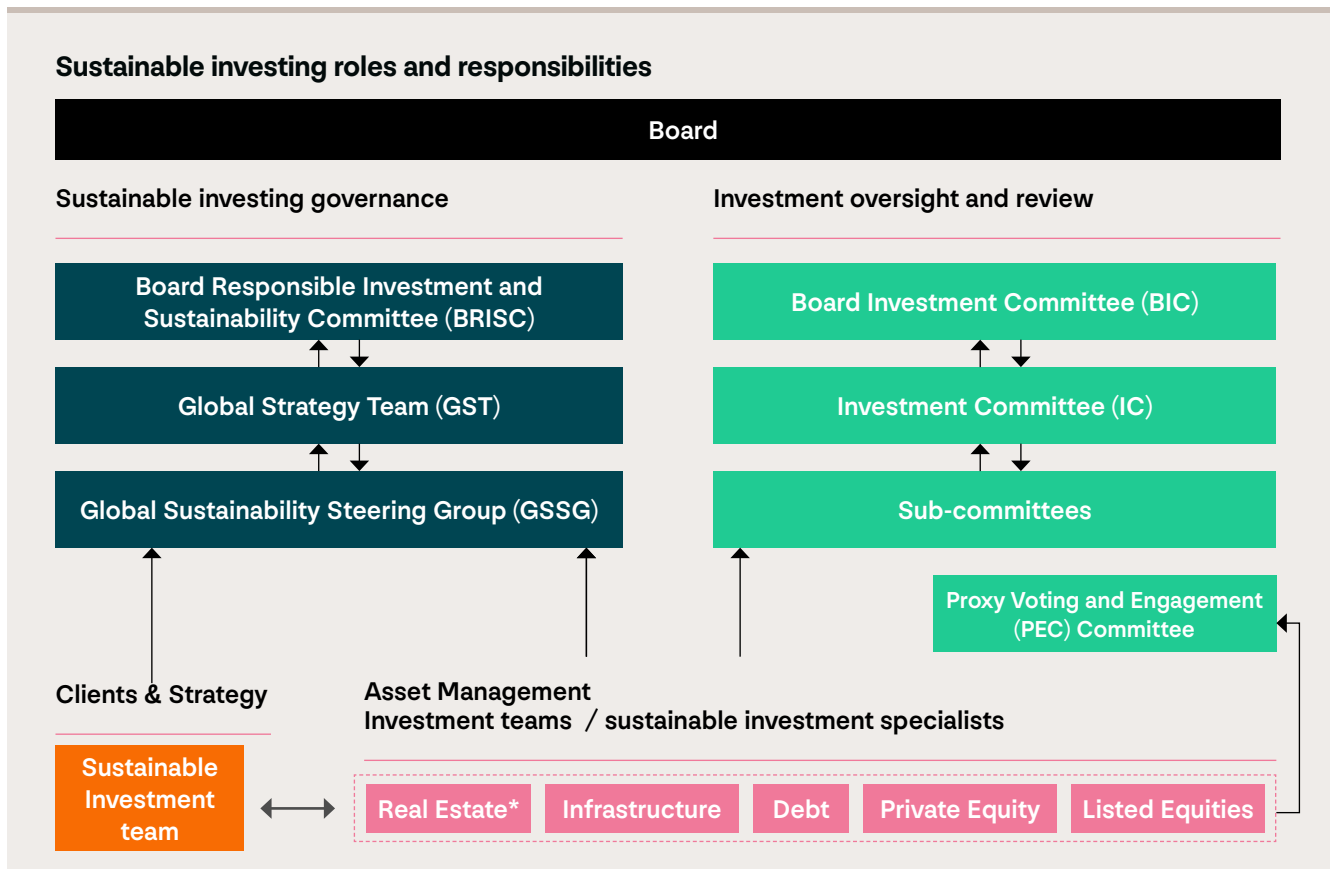 Sustainable investing roles and responsibilities
Board
Sustainable investing governance
Board Responsible Investment and
Sustainability Committee (BRISC)
Global Strategy Team (GST)
Global Sustainability Steering Group (GSSG)
Investment oversight and review
Board Investment Committee (BIC)
Investment Committee (IC)
Sub-committees
Proxy Voting and Engagement
(PEC) Committee
Clients & Strategy
Sustainable
Investment
team
Asset Management
Investment teams / sustainable investment specialists
Real Estate*
Infrastructure
Debt
Private Equity
Listed Equities